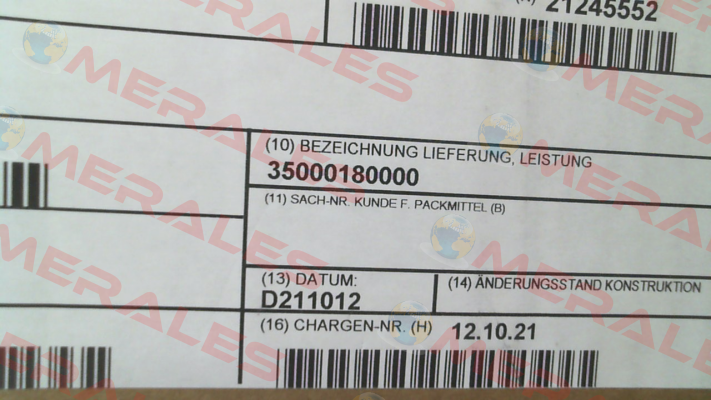 21245552
(10) BEZEICHNUNG LIEFERUNG, LEISTUNG
35000180000
(11) SACH-NR. KUNDE F. PACKMITTEL (B)
(13) DATUM:
D211012
(14) ÄNDERUNGSSTAND KONSTRUKTION
(16) CHARGEN-NR. (H) 12.10.21
MERALES
MERALES
MERALES
MERALES